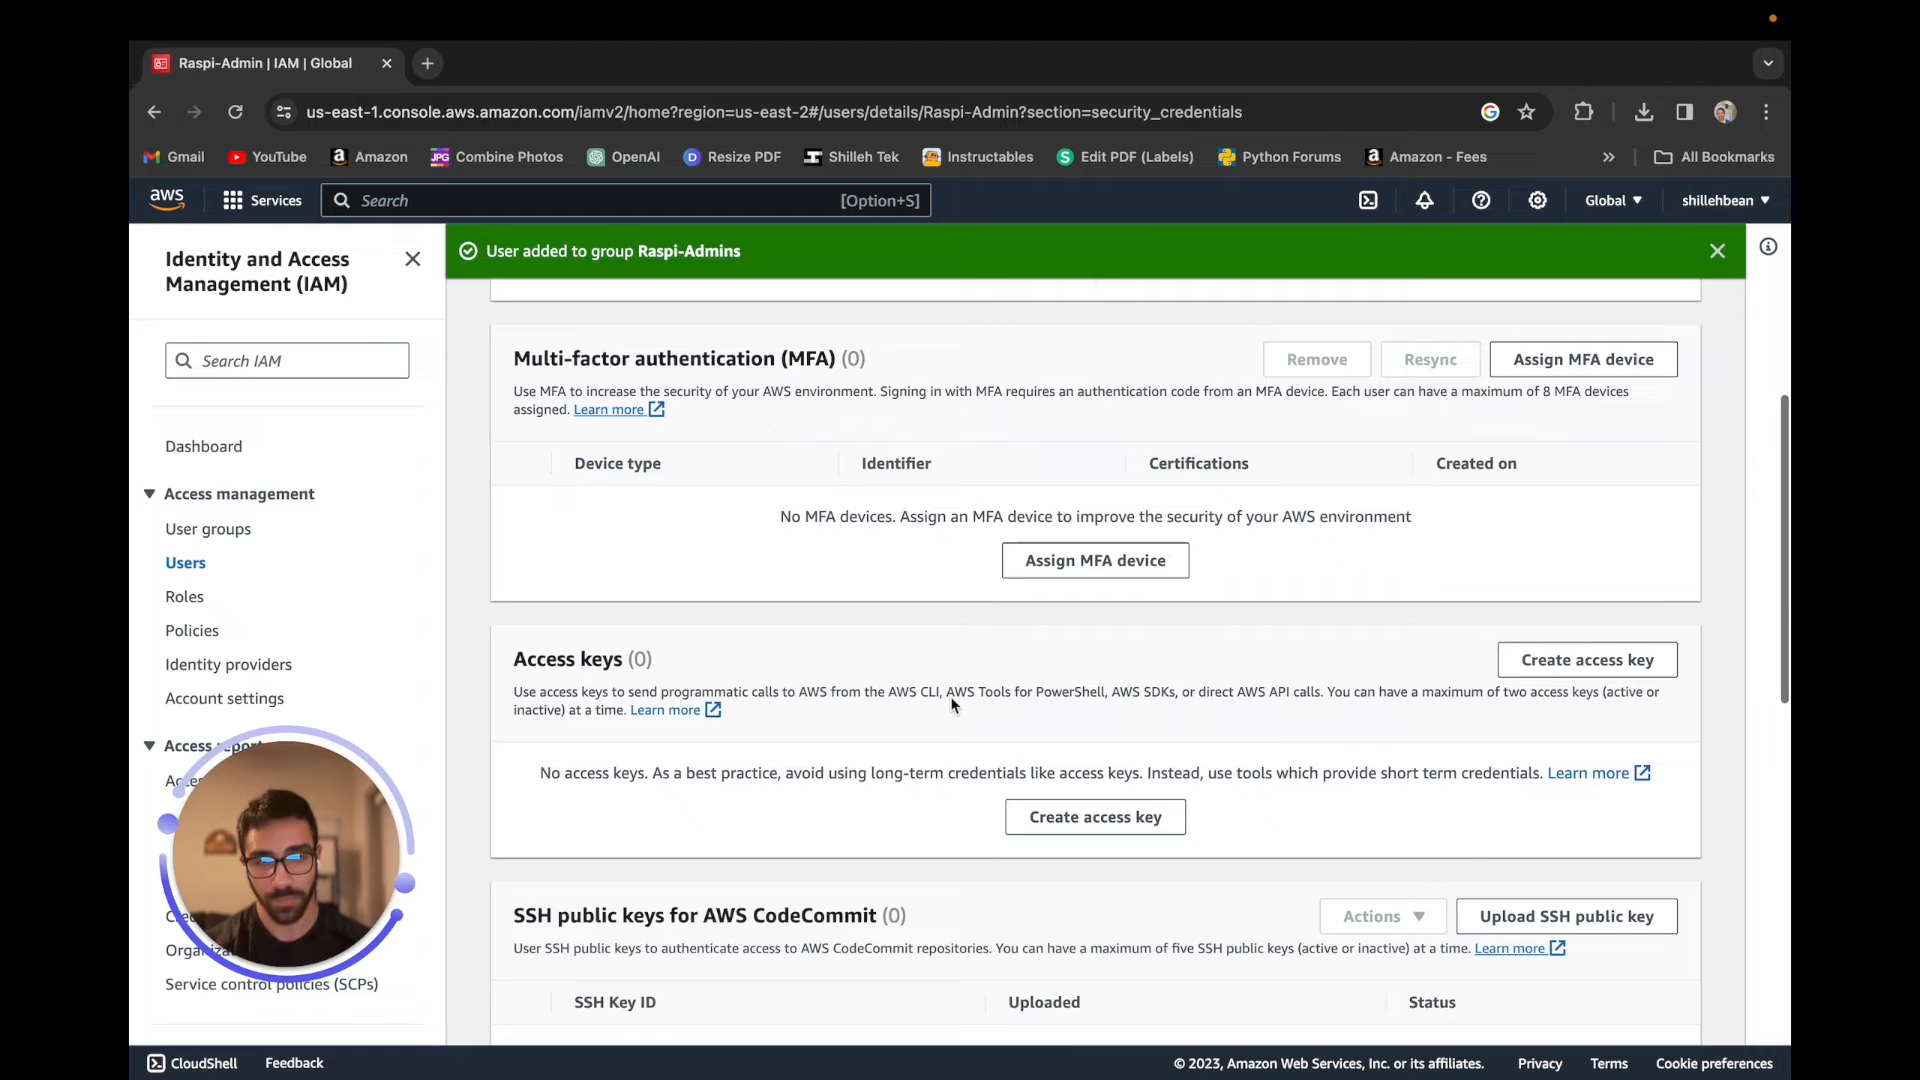 Raspi-Admin | IAM | Global
us-east-1.console.aws.amazon.com/iamv2/home?region=us-east-2#/users/details/Raspi-Admin?section=security_credentials
Gmail YouTube Amazon JPG Combine Photos OpenAI D Resize PDF Shilleh Tek Instructables S Edit PDF (Labels) Python Forums Amazon - Fees » All Bookmarks
aws Services Search [Option+S] Global shillehbean
Identity and Access
Management (IAM)
Search IAM
Dashboard
Access management
User groups
Users
Roles
Policies
Identity providers
Account settings
Access report
Service control policies (SCPs)
User added to group Raspi-Admins
Multi-factor authentication (MFA) (0) Remove Resync Assign MFA device
Use MFA to increase the security of your AWS environment. Signing in with MFA requires an authentication code from an MFA device. Each user can have a maximum of 8 MFA devices
assigned. Learn more
Device type Identifier Certifications Created on
No MFA devices. Assign an MFA device to improve the security of your AWS environment
Assign MFA device
Access keys (0) Create access key
Use access keys to send programmatic calls to AWS from the AWS CLI, AWS Tools for PowerShell, AWS SDKs, or direct AWS API calls. You can have a maximum of two access keys (active or
inactive) at a time. Learn more
No access keys. As a best practice, avoid using long-term credentials like access keys. Instead, use tools which provide short term credentials. Learn more
Create access key
SSH public keys for AWS CodeCommit (0) Actions Upload SSH public key
User SSH public keys to authenticate access to AWS CodeCommit repositories. You can have a maximum of five SSH public keys (active or inactive) at a time. Learn more
SSH Key ID Uploaded Status
CloudShell Feedback © 2023, Amazon Web Services, Inc. or its affiliates. Privacy Terms Cookie preferences